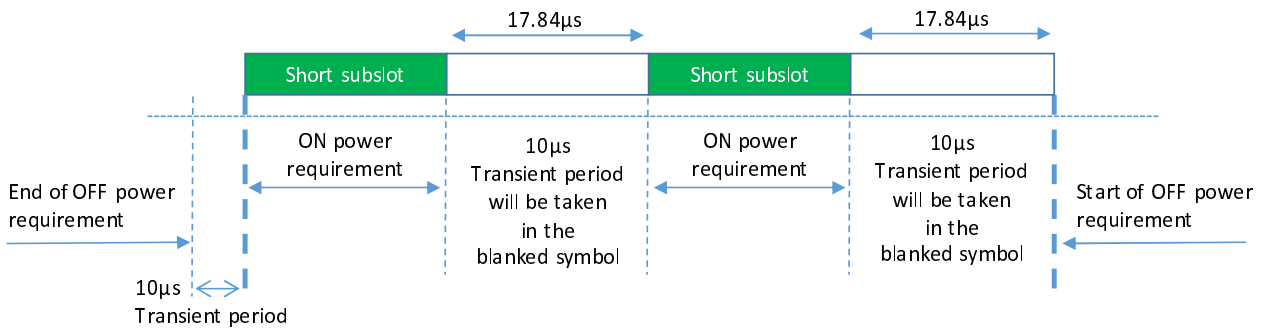 17.84µs
17.84µs
Short subslot
Short subslot
ON power
requirement
10µs
Transient period
will be taken
in the
blanked symbol
ON power
requirement
10µs
Transient period
will be taken
in the
blanked symbol
End of OFF power
requirement
Start of OFF power
requirement
10µs
Transient period